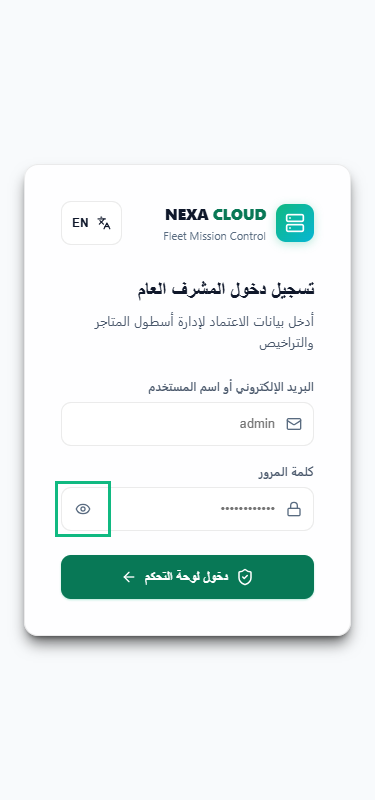 NEXA CLOUD
Fleet Mission Control
EN
تسجيل دخول المشرف العام
أدخل بيانات الاعتماد لإدارة أسطول المتاجر
والتراخيص
البريد الإلكتروني أو اسم المستخدم
admin
كلمة المرور
••••••••••••
دخول لوحة التحكم